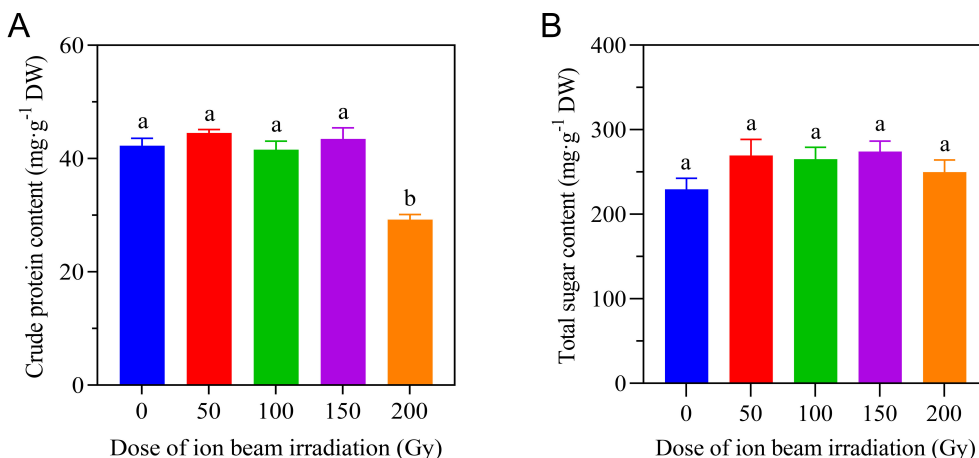 A
Crude protein content (mg·g⁻¹ DW)
60
40
20
0
a
a
a
a
b
0 50 100 150 200
Dose of ion beam irradiation (Gy)
B
Total sugar content (mg·g⁻¹ DW)
400
300
200
100
0
a
a
a
a
a
0 50 100 150 200
Dose of ion beam irradiation (Gy)